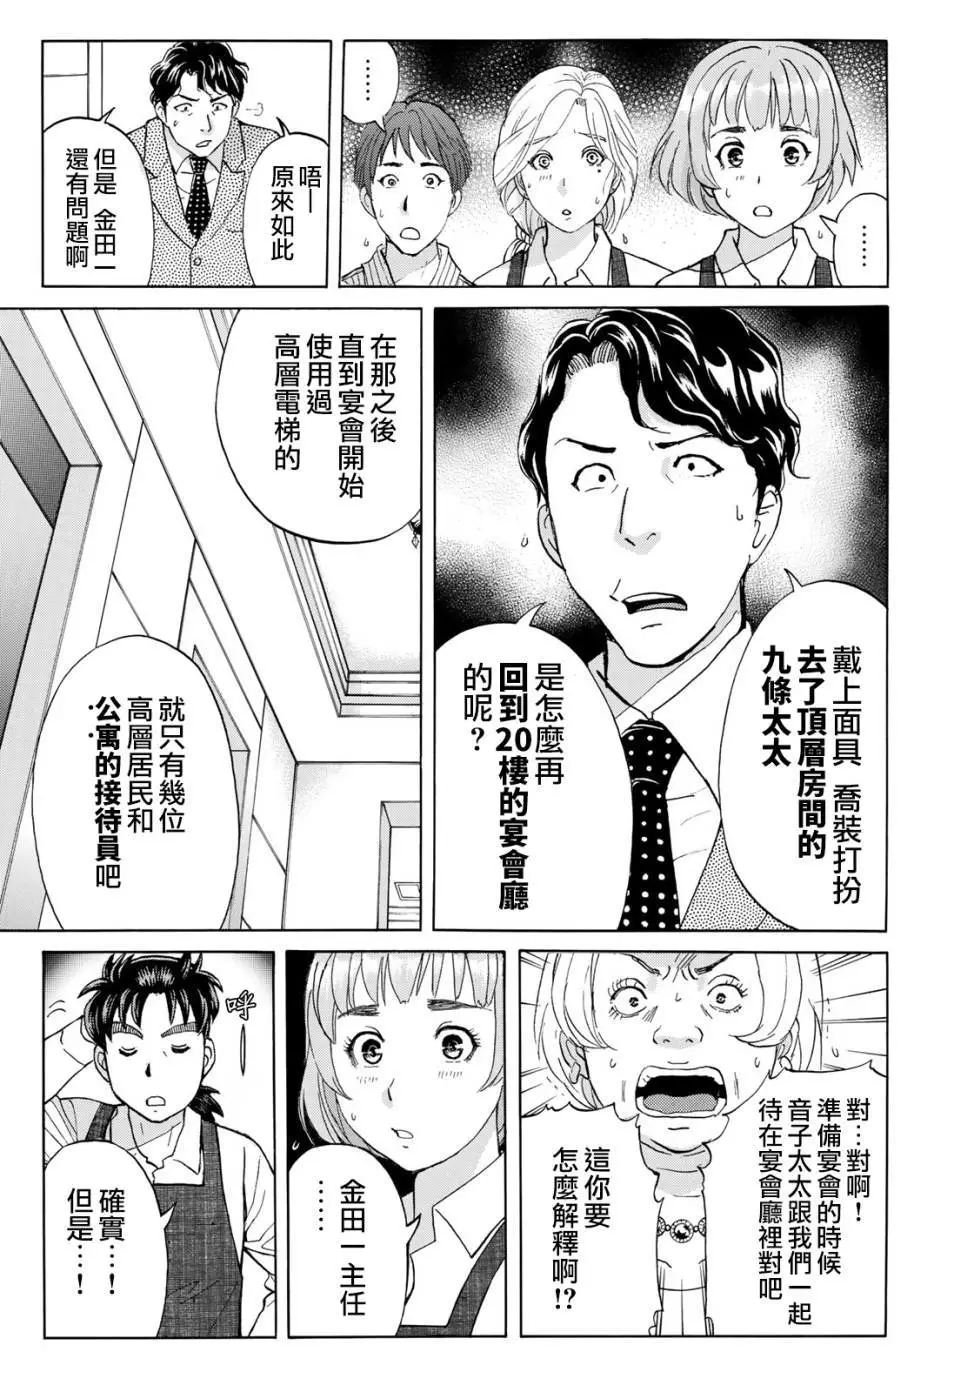 ……
……
唔—
原來如此
但是 金田一
還有問題啊
戴上面具 喬裝打扮
去了頂層房間的
九條太太
是怎麼再
回到20樓的宴會廳
的呢？
在那之後
直到宴會開始
使用過
高層電梯的
就只有幾位
高層居民和
公寓的接待員吧
對…對啊！
準備宴會的時候
音子太太跟我們一起
待在宴會廳裡對吧
這你要
怎麼解釋啊!?
金田一主任
……
呼
確實…！
但是…！